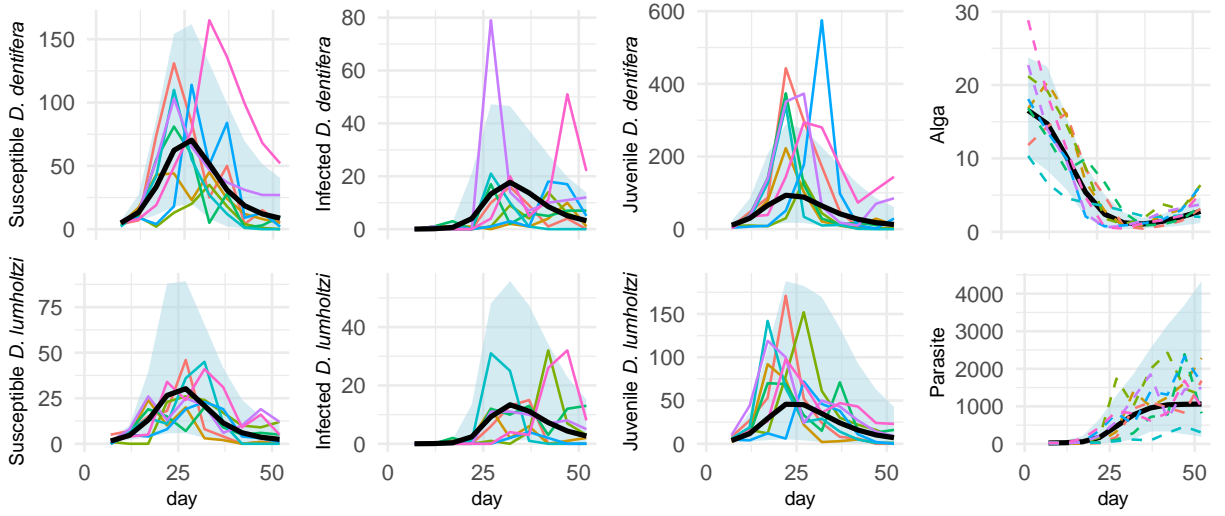 Susceptible D. dentifera
150
100
50
0
Infected D. dentifera
80
60
40
20
0
Juvenile D. dentifera
600
400
200
0
Alga
30
20
10
0
Susceptible D. lumholtzi
75
50
25
0
0 25 50
day
Infected D. lumholtzi
40
20
0
0 25 50
day
Juvenile D. lumholtzi
150
100
50
0
0 25 50
day
Parasite
4000
3000
2000
1000
0
0 25 50
day